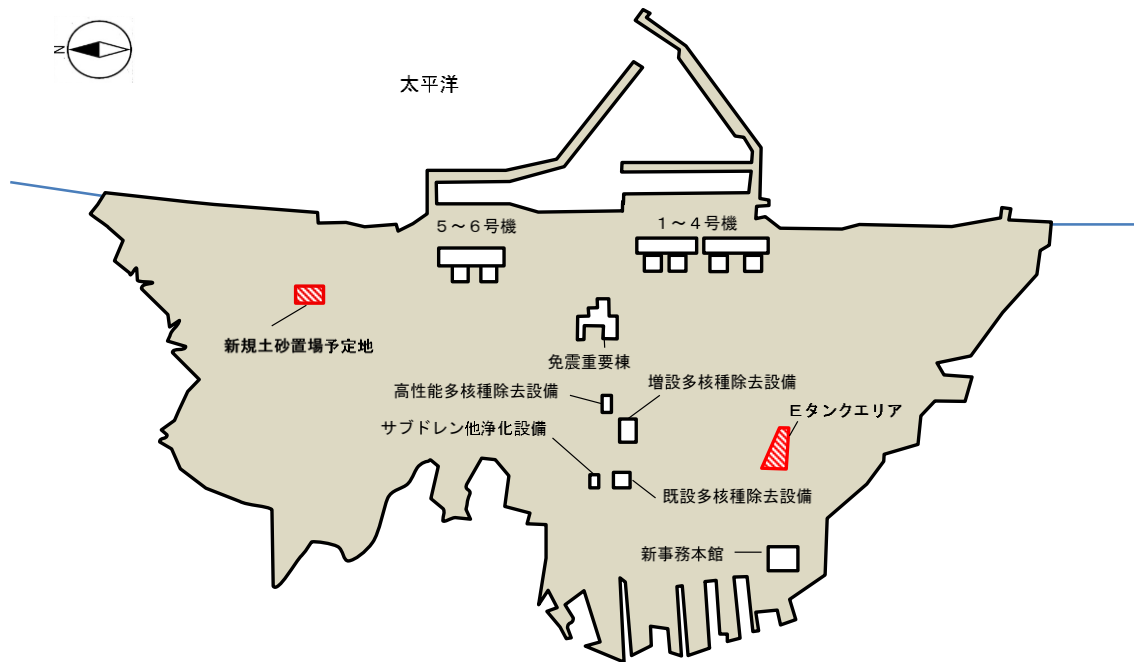 N
太平洋
５～６号機
１～４号機
新規土砂置場予定地
免震重要棟
高性能多核種除去設備
増設多核種除去設備
Ｅタンクエリア
サブドレン他浄化設備
既設多核種除去設備
新事務本館